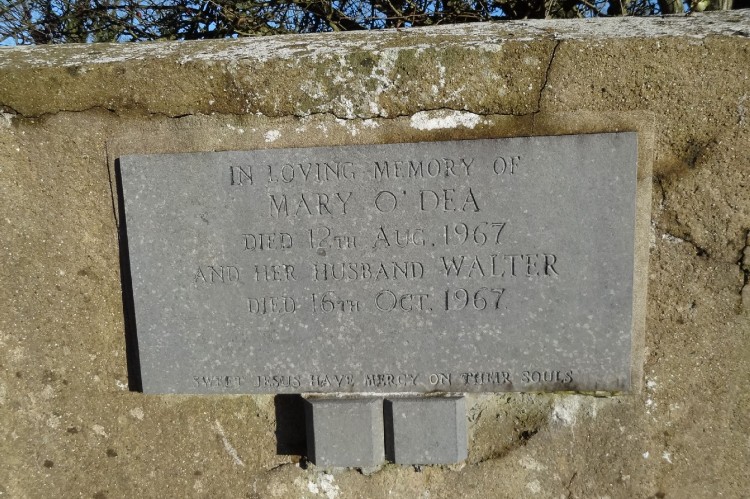 IN LOVING MEMORY OF
MARY O' DEA
DIED 12TH AUG. 1967
AND HER HUSBAND WALTER
DIED 16TH OCT. 1967
SWEET JESUS HAVE MERCY ON THEIR SOULS